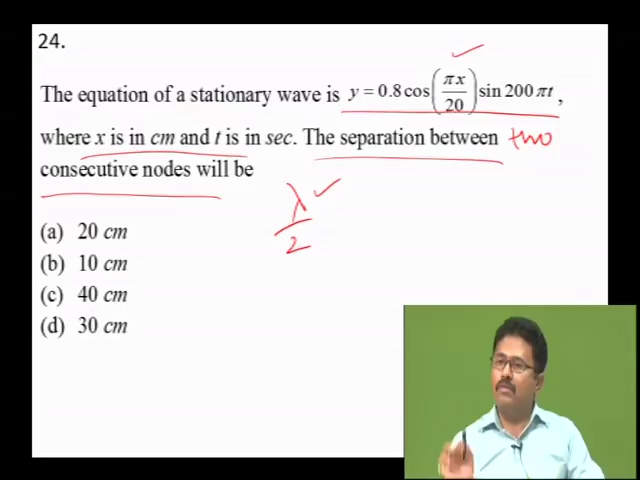 24.
The equation of a stationary wave is y = 0.8 cos(πx/20) sin 200 πt,
where x is in cm and t is in sec. The separation between two
consecutive nodes will be
λ/2
(a) 20 cm
(b) 10 cm
(c) 40 cm
(d) 30 cm